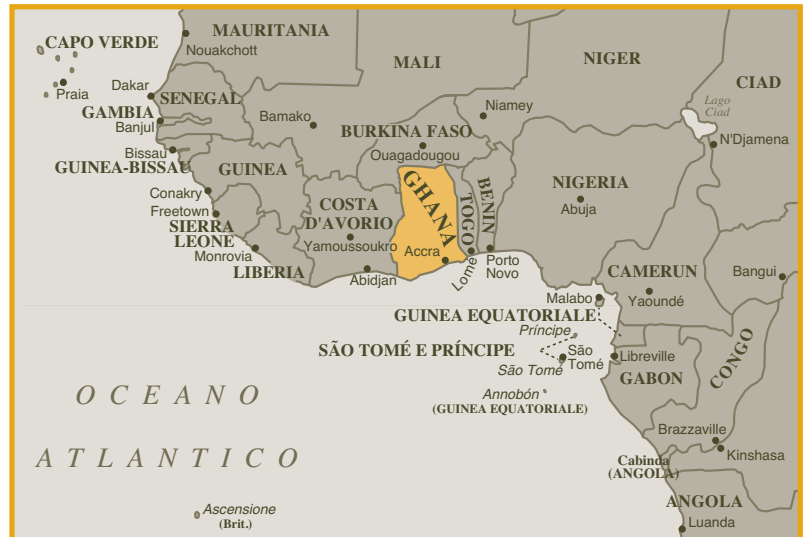 MAURITANIA
CAPO VERDE
Nouakchott
MALI
NIGER
CIAD
Praia
Dakar
SENEGAL
Niamey
Lago
Ciad
GAMBIA
Banjul
Bamako
BURKINA FASO
N'Djamena
Bissau
GUINEA-BISSAU
GUINEA
Ouagadougou
GHANA
TOGO
BENIN
NIGERIA
Abuja
Conakry
Freetown
SIERRA
LEONE
COSTA
D'AVORIO
Yamoussoukro
Monrovia
LIBERIA
Abidjan
Accra
Lomé
Porto
Novo
CAMERUN
Yaoundé
Bangui
Malabo
GUINEA EQUATORIALE
Príncipe
SÃO TOMÉ E PRÍNCIPE
São
Tomé
São Tomé
Libreville
GABON
CONGO
Annobón
(GUINEA EQUATORIALE)
OCEANO
ATLANTICO
Brazzaville
Kinshasa
Cabinda
(ANGOLA)
ANGOLA
Luanda
Ascensione
(Brit.)